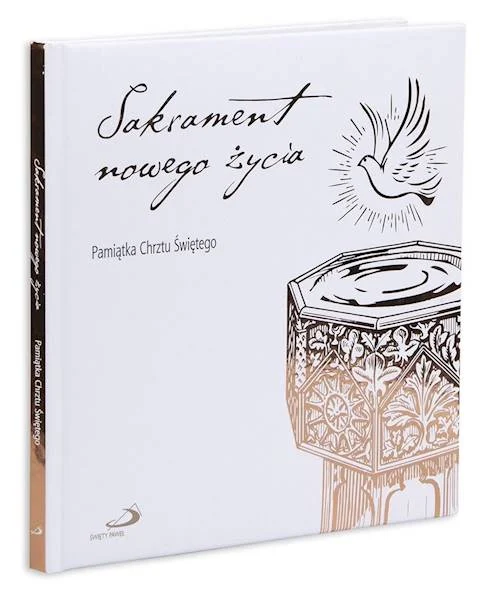 Sakrament
nowego życia
Pamiątka Chrztu Świętego
ŚWIĘTY PAWEŁ
Sakrament nowego życia
Pamiątka Chrztu Świętego